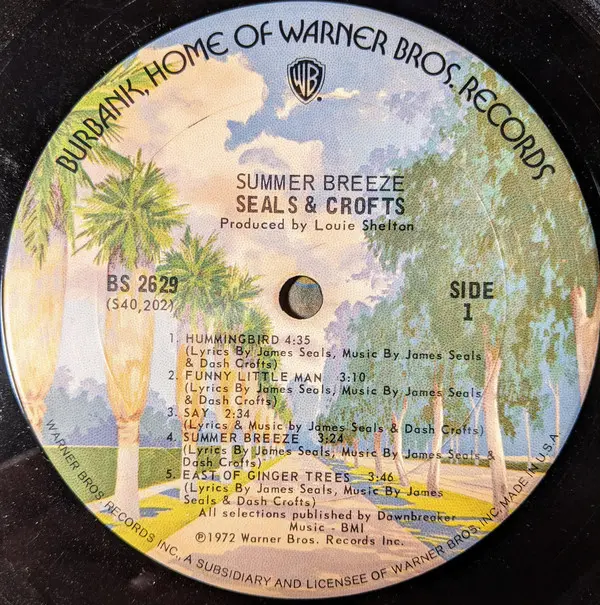 BURBANK, HOME OF WARNER BROS. RECORDS
WB
SUMMER BREEZE
SEALS & CROFTS
Produced by Louie Shelton
BS 2629
(S40,202)
SIDE
1
1. HUMMINGBIRD 4:35
(Lyrics By James Seals, Music By James Seals
& Dash Crofts)
2. FUNNY LITTLE MAN 3:10
(Lyrics By James Seals, Music By James Seals
& Dash Crofts)
3. SAY 2:34
(Lyrics & Music by James Seals & Dash Crofts)
4. SUMMER BREEZE 3:24
(Lyrics By James Seals, Music By James Seals &
Dash Crofts)
5. EAST OF GINGER TREES 3:46
(Lyrics By James Seals, Music By James
Seals & Dash Crofts)
All selections published by Dawnbreaker
Music - BMI
℗1972 Warner Bros. Records Inc.
WARNER BROS. RECORDS INC., A SUBSIDIARY AND LICENSEE OF WARNER BROS. INC. MADE IN U.S.A.